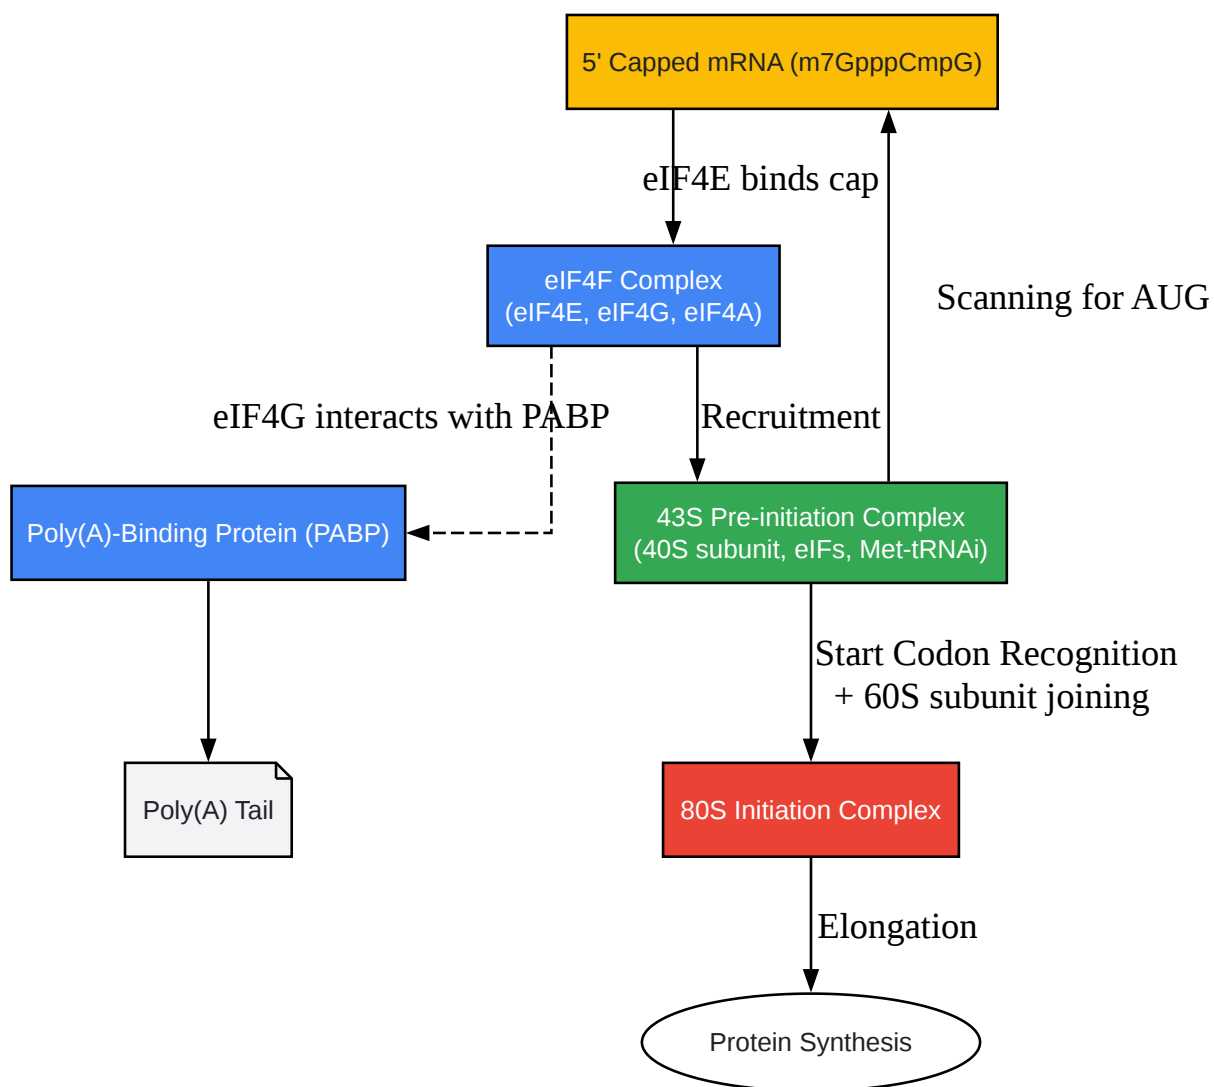 5' Capped mRNA (m7GpppCmpG)
eIF4E binds cap
eIF4F Complex
(eIF4E, eIF4G, eIF4A)
Scanning for AUG
eIF4G interacts with PABP
Recruitment
Poly(A)-Binding Protein (PABP)
43S Pre-initiation Complex
(40S subunit, eIFs, Met-tRNAi)
Start Codon Recognition
+ 60S subunit joining
Poly(A) Tail
80S Initiation Complex
Elongation
Protein Synthesis